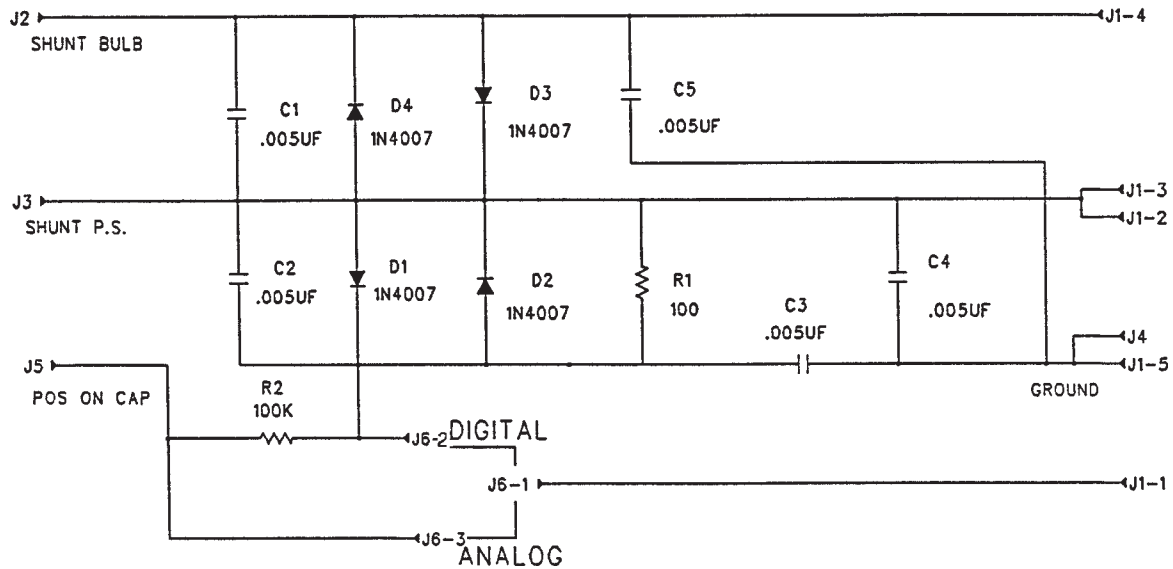 J2
J1-4
SHUNT BULB
C1
.005UF
D4
1N4007
D3
1N4007
C5
.005UF
J3
J1-3
J1-2
SHUNT P.S.
C2
.005UF
D1
1N4007
D2
1N4007
R1
100
C3
.005UF
C4
.005UF
J4
J5
J1-5
POS ON CAP
GROUND
R2
100K
J6-2
DIGITAL
J6-1
J1-1
J6-3
ANALOG